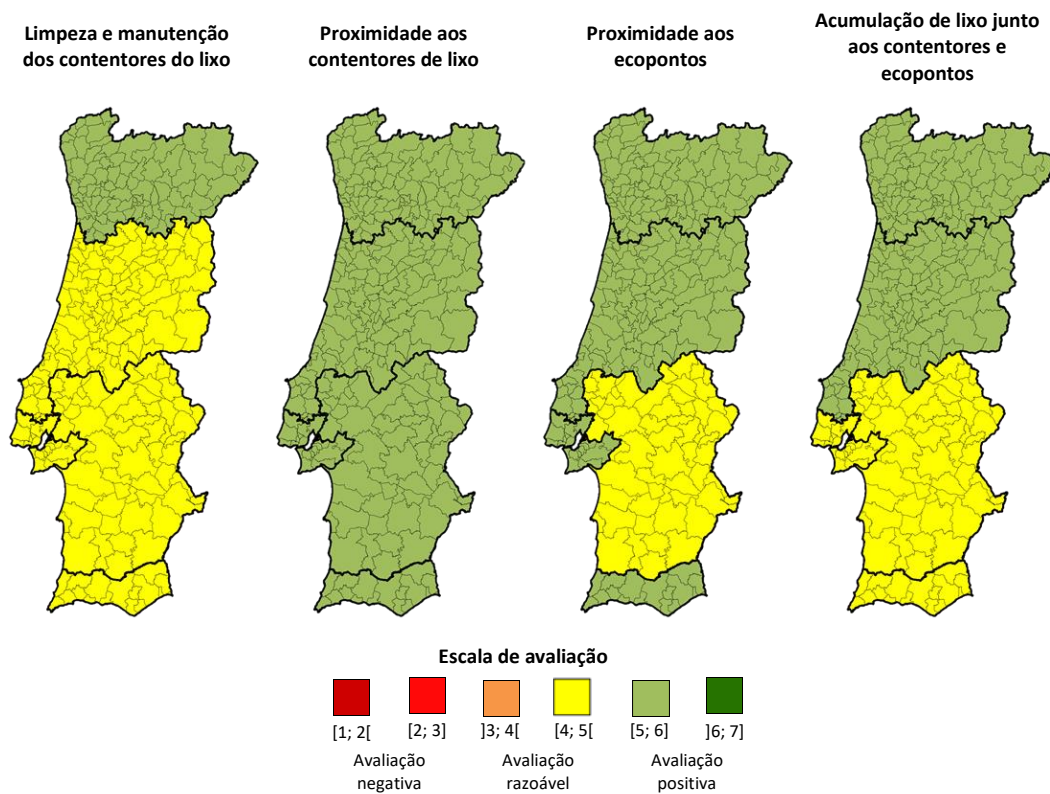 Limpeza e manutenção
dos contentores do lixo
Proximidade aos
contentores de lixo
Proximidade aos
ecopontos
Acumulação de lixo junto
aos contentores e
ecopontos
Escala de avaliação
[1; 2[
[2; 3]
]3; 4[
[4; 5[
[5; 6]
]6; 7]
Avaliação
negativa
Avaliação
razoável
Avaliação
positiva